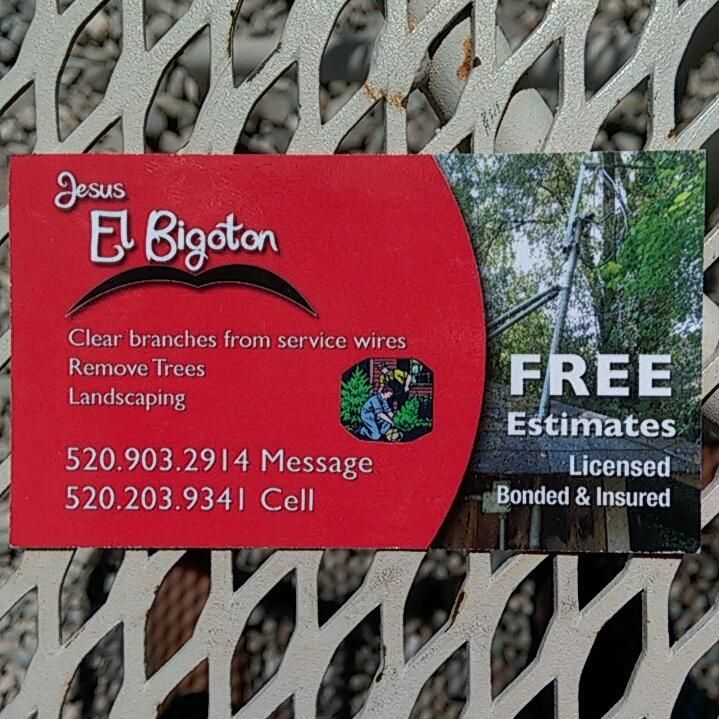 Jesus
El Bigoton
Clear branches from service wires
Remove Trees
Landscaping
520.903.2914 Message
520.203.9341 Cell
FREE
Estimates
Licensed
Bonded & Insured